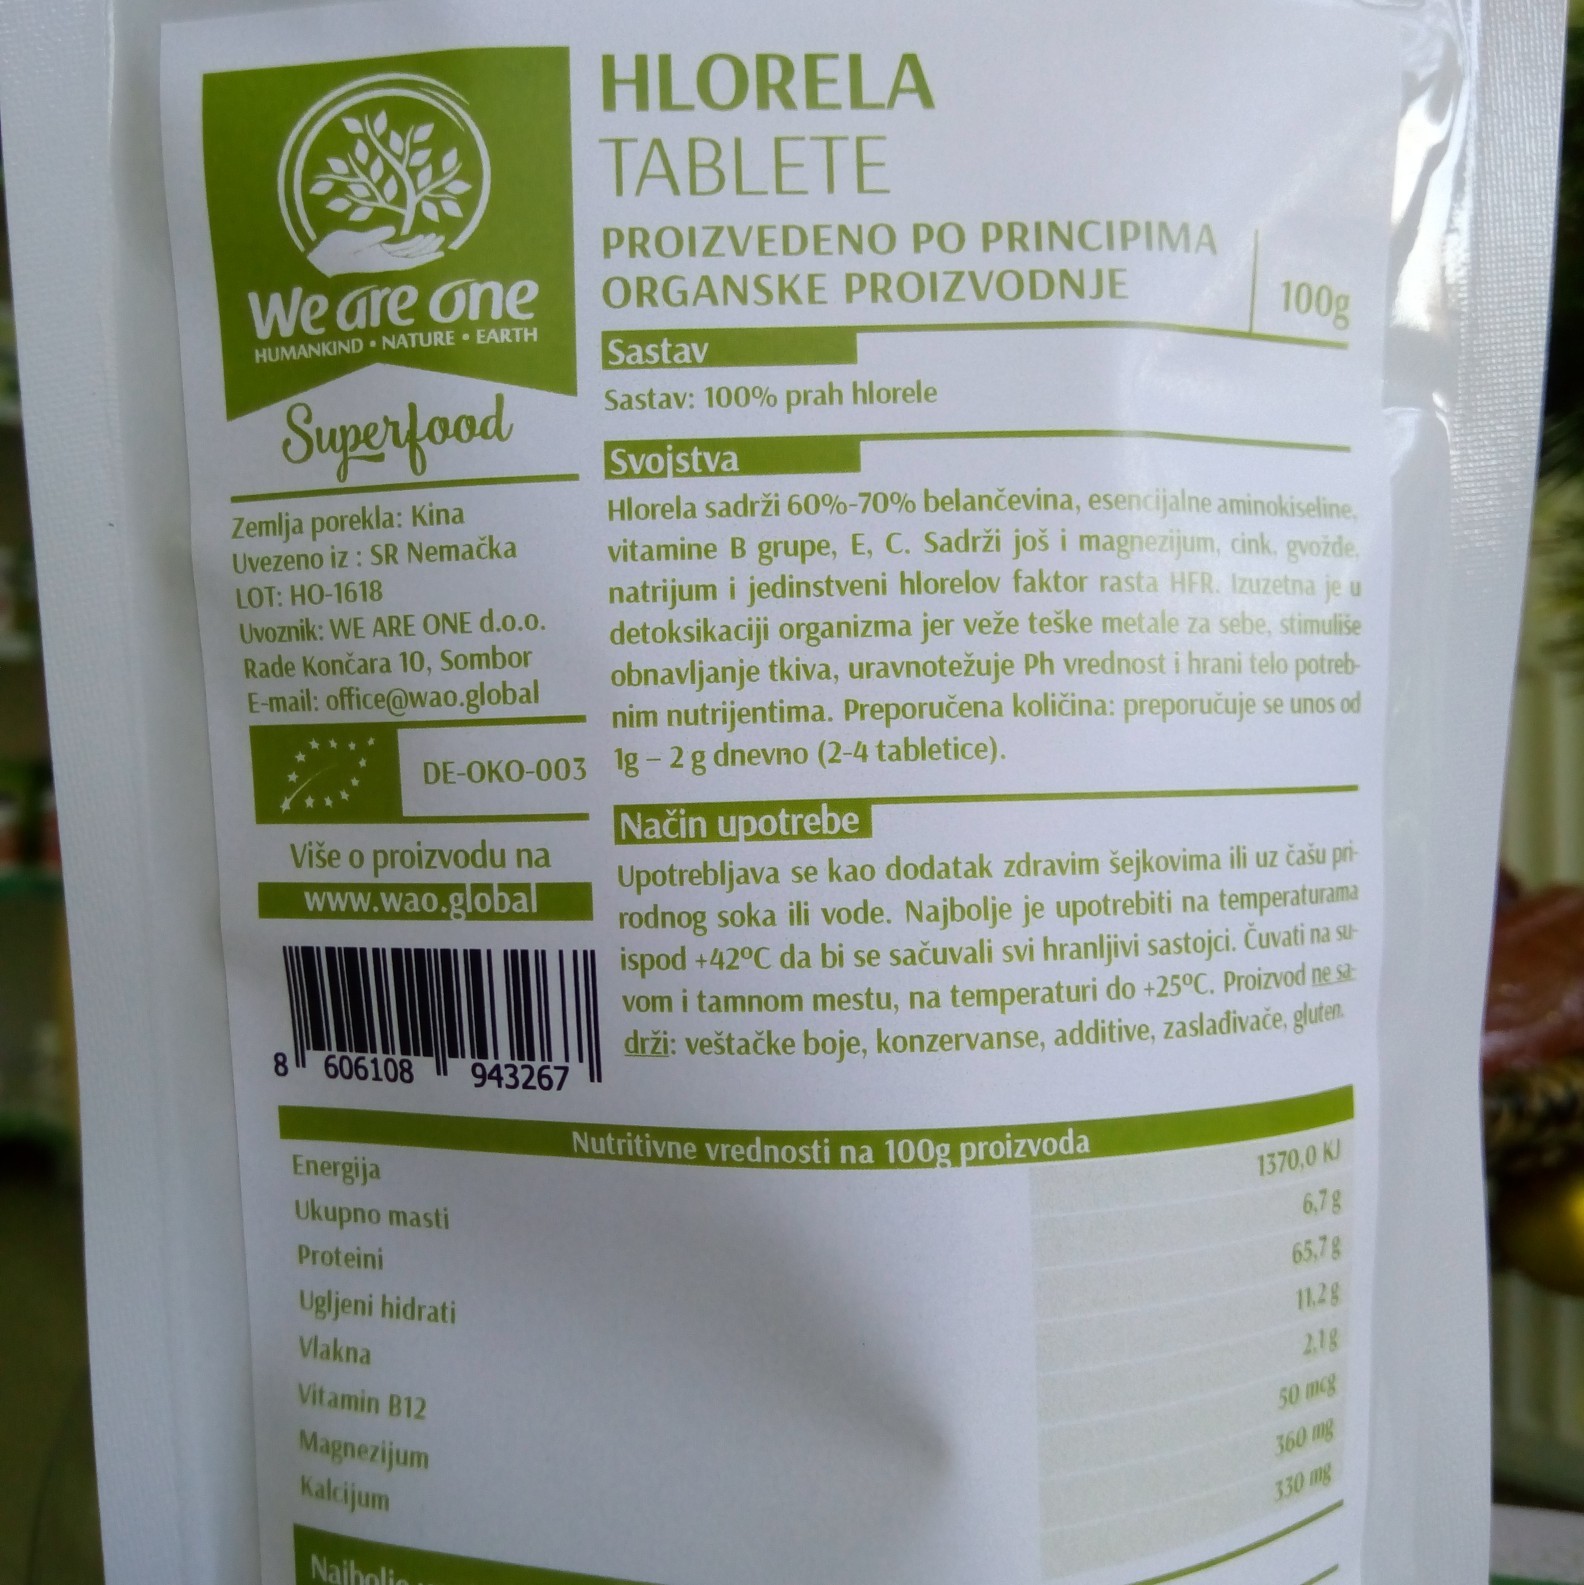 HLORELA
TABLETE
PROIZVEDENO PO PRINCIPIMA
ORGANSKE PROIZVODNJE
100g
We are one
HUMANKIND • NATURE • EARTH
Superfood
Zemlja porekla: Kina
Uvezeno iz : SR Nemačka
LOT: HO-1618
Uvoznik: WE ARE ONE d.o.o.
Rade Končara 10, Sombor
E-mail: office@wao.global
DE-OKO-003
Više o proizvodu na
www.wao.global
8 606108 943267
Sastav
Sastav: 100% prah hlorele
Svojstva
Hlorela sadrži 60%-70% belančevina, esencijalne aminokiseline,
vitamine B grupe, E, C. Sadrži još i magnezijum, cink, gvožđe,
natrijum i jedinstveni hlorelov faktor rasta HFR. Izuzetna je u
detoksikaciji organizma jer veže teške metale za sebe, stimuliše
obnavljanje tkiva, uravnotežuje Ph vrednost i hrani telo potreb-
nim nutrijentima. Preporučena količina: preporučuje se unos od
1g – 2 g dnevno (2-4 tabletice).
Način upotrebe
Upotrebljava se kao dodatak zdravim šejkovima ili uz čašu pri-
rodnog soka ili vode. Najbolje je upotrebiti na temperaturama
ispod +42ºC da bi se sačuvali svi hranljivi sastojci. Čuvati na su-
vom i tamnom mestu, na temperaturi do +25ºC. Proizvod ne sa-
drži: veštačke boje, konzervanse, additive, zaslađivače, gluten.
Nutritivne vrednosti na 100g proizvoda
Energija 1370,0 KJ
Ukupno masti 6,7 g
Proteini 65,7 g
Ugljeni hidrati 11,2 g
Vlakna 2,1 g
Vitamin B12 50 mcg
Magnezijum 360 mg
Kalcijum 330 mg
Najbolje